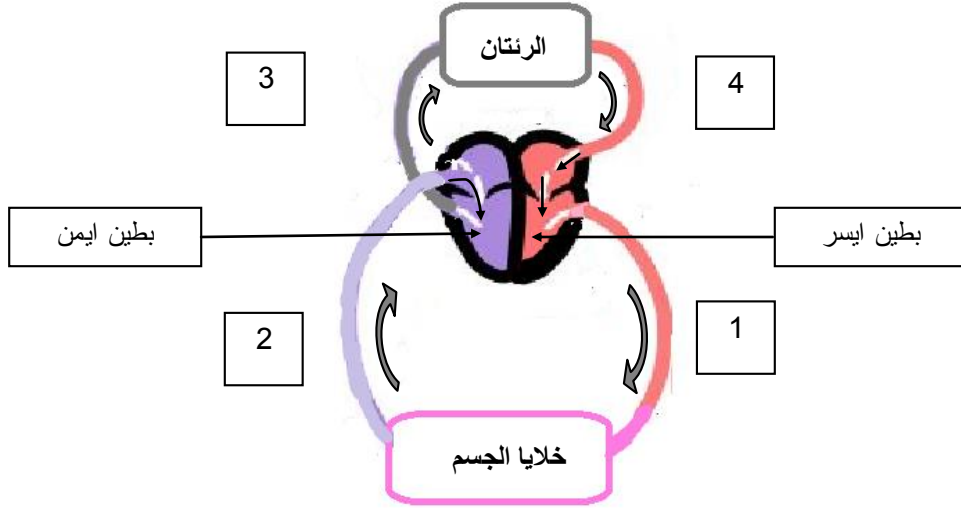 الرئتان
3
4
بطين ايمن
بطين ايسر
2
1
خلايا الجسم